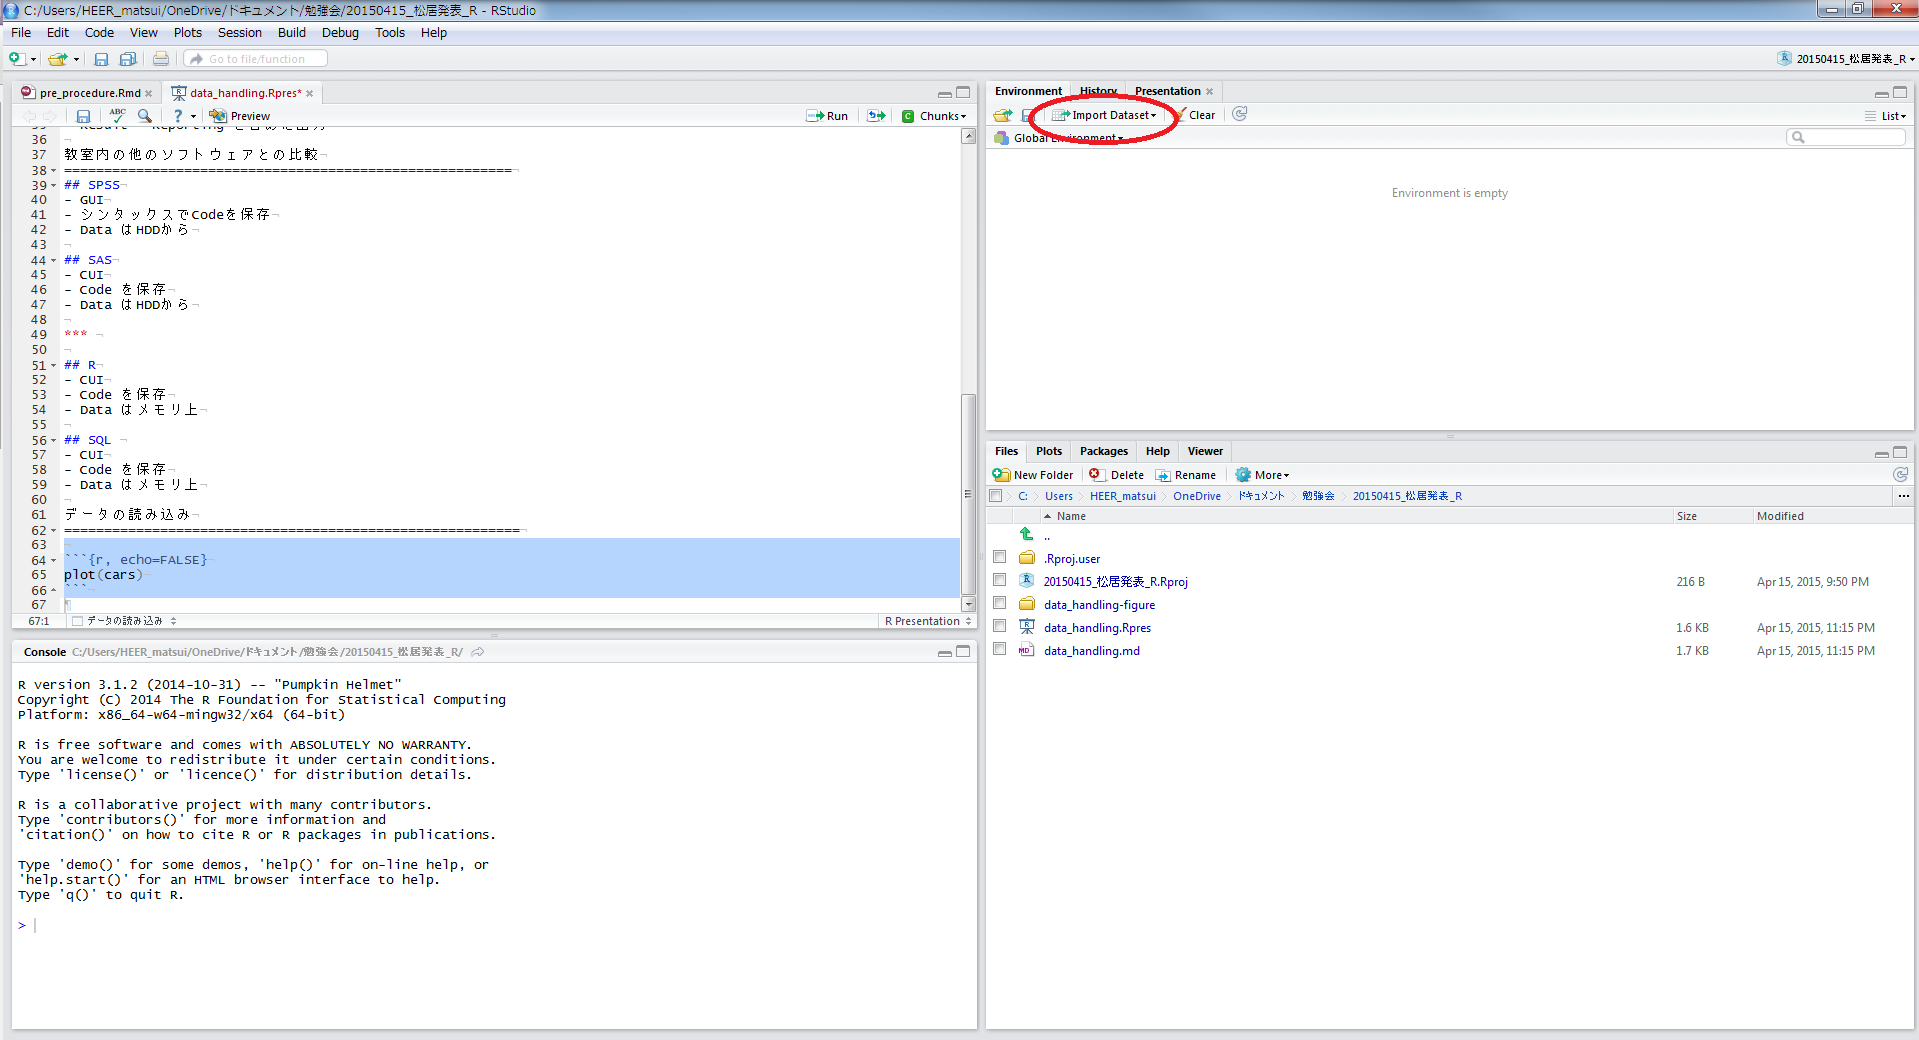 C:/Users/HEER_matsui/OneDrive/ドキュメント/勉強会/20150415_松居発表_R - RStudio
File Edit Code View Plots Session Build Debug Tools Help
Go to file/function
20150415_松居発表_R
pre_procedure.Rmd
data_handling.Rpres*
ABC
Preview
Run
Chunks
36
37 教室内の他のソフトウェアとの比較
38 ========================================================
39 ## SPSS
40 - GUI
41 - シンタックスでCodeを保存
42 - Data はHDDから
43
44 ## SAS
45 - CUI
46 - Code を保存
47 - Data はHDDから
48
49 ***
50
51 ## R
52 - CUI
53 - Code を保存
54 - Data はメモリ上
55
56 ## SQL
57 - CUI
58 - Code を保存
59 - Data はメモリ上
60
61 データの読み込み
62 =========================================================
63
64 ```{r, echo=FALSE}
65 plot(cars)
66 ```
67
67:1 データの読み込み R Presentation
Console C:/Users/HEER_matsui/OneDrive/ドキュメント/勉強会/20150415_松居発表_R/
R version 3.1.2 (2014-10-31) -- "Pumpkin Helmet"
Copyright (C) 2014 The R Foundation for Statistical Computing
Platform: x86_64-w64-mingw32/x64 (64-bit)
R is free software and comes with ABSOLUTELY NO WARRANTY.
You are welcome to redistribute it under certain conditions.
Type 'license()' or 'licence()' for distribution details.
R is a collaborative project with many contributors.
Type 'contributors()' for more information and
'citation()' on how to cite R or R packages in publications.
Type 'demo()' for some demos, 'help()' for on-line help, or
'help.start()' for an HTML browser interface to help.
Type 'q()' to quit R.
>
Environment History Presentation
Import Dataset Clear List
Global Environment
Environment is empty
Files Plots Packages Help Viewer
New Folder Delete Rename More
C: Users HEER_matsui OneDrive ドキュメント 勉強会 20150415_松居発表_R ...
Name Size Modified
..
.Rproj.user
20150415_松居発表_R.Rproj 216 B Apr 15, 2015, 9:50 PM
data_handling-figure
data_handling.Rpres 1.6 KB Apr 15, 2015, 11:15 PM
data_handling.md 1.7 KB Apr 15, 2015, 11:15 PM